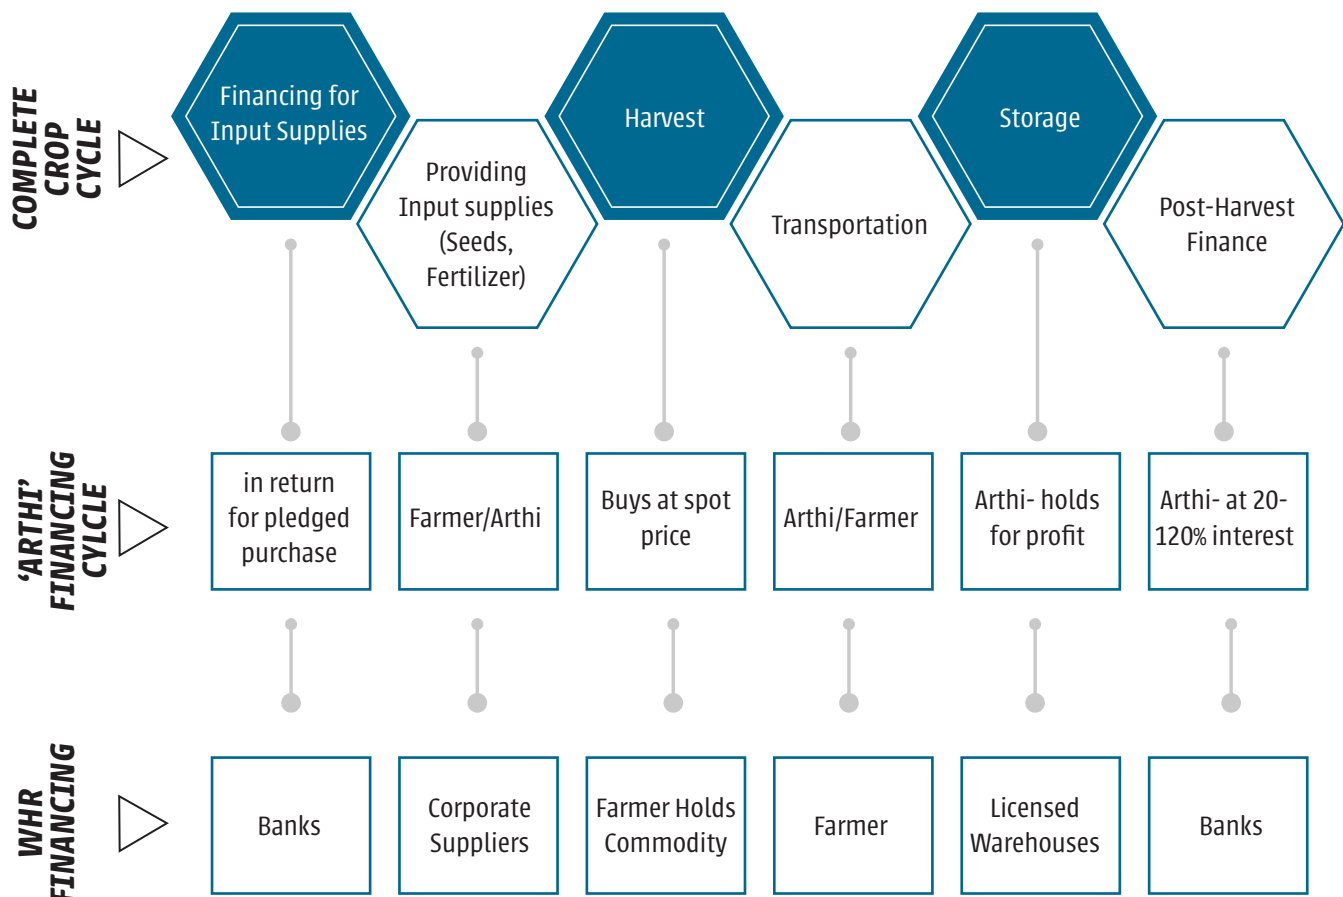 COMPLETE
CROP
CYCLE
Financing for
Input Supplies
Providing
Input supplies
(Seeds,
Fertilizer)
Harvest
Transportation
Storage
Post-Harvest
Finance
‘ARTHI’
FINANCING
CYLCLE
in return
for pledged
purchase
Farmer/Arthi
Buys at spot
price
Arthi/Farmer
Arthi- holds
for profit
Arthi- at 20-
120% interest
WHR
FINANCING
Banks
Corporate
Suppliers
Farmer Holds
Commodity
Farmer
Licensed
Warehouses
Banks